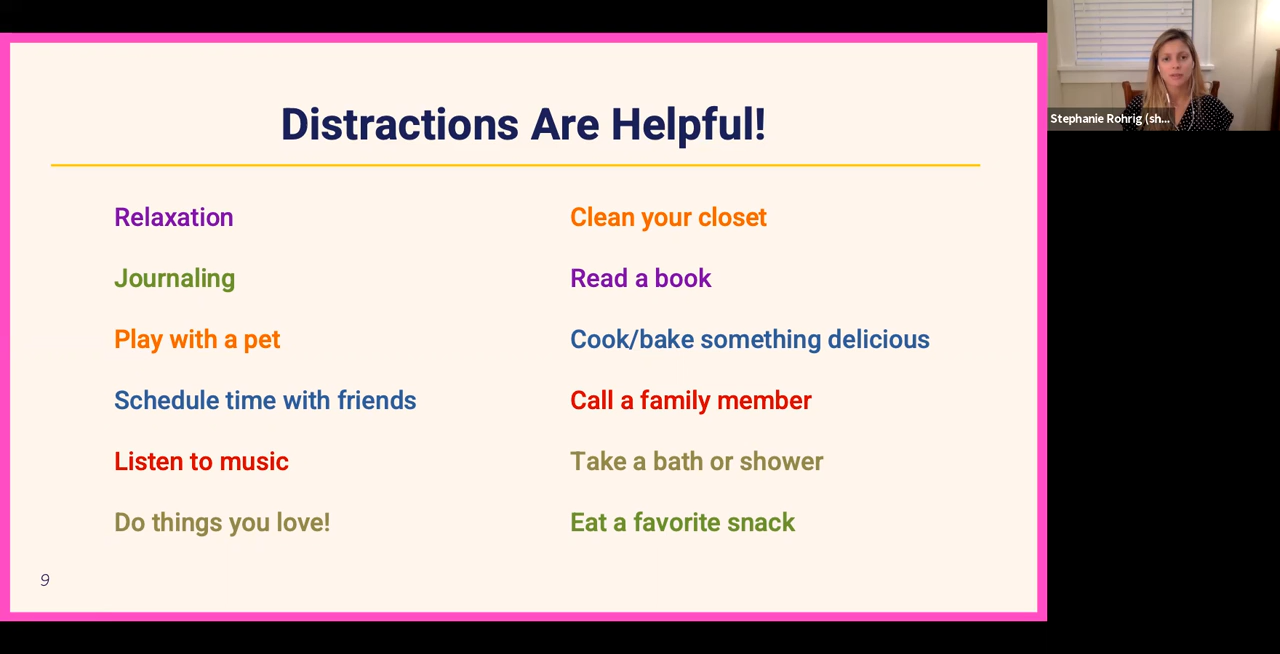 Distractions Are Helpful!
Relaxation
Journaling
Play with a pet
Schedule time with friends
Listen to music
Do things you love!
Clean your closet
Read a book
Cook/bake something delicious
Call a family member
Take a bath or shower
Eat a favorite snack
9
Stephanie Rohrig (sh...